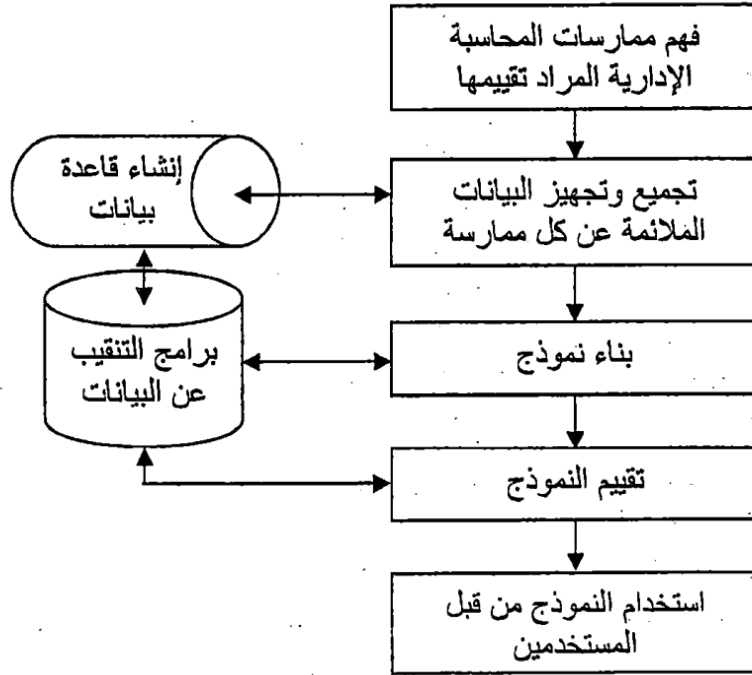 فهم ممارسات المحاسبة
الإدارية المراد تقييمها
إنشاء قاعدة
بيانات
تجميع وتجهيز البيانات
الملائمة عن كل ممارسة
برامج التنقيب
عن البيانات
بناء نموذج
تقييم النموذج
استخدام النموذج من قبل
المستخدمين